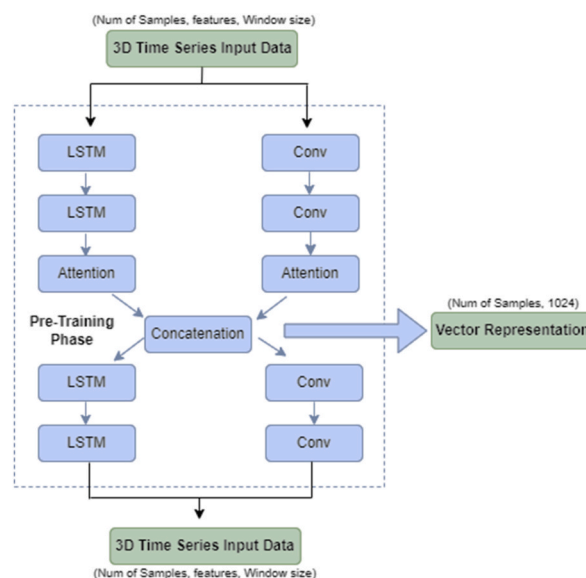 (Num of Samples, features, Window size)
3D Time Series Input Data
LSTM
Conv
LSTM
Conv
Attention
Attention
(Num of Samples, 1024)
Pre-Training
Phase
Concatenation
Vector Representation
LSTM
Conv
LSTM
Conv
3D Time Series Input Data
(Num of Samples, features, Window size)